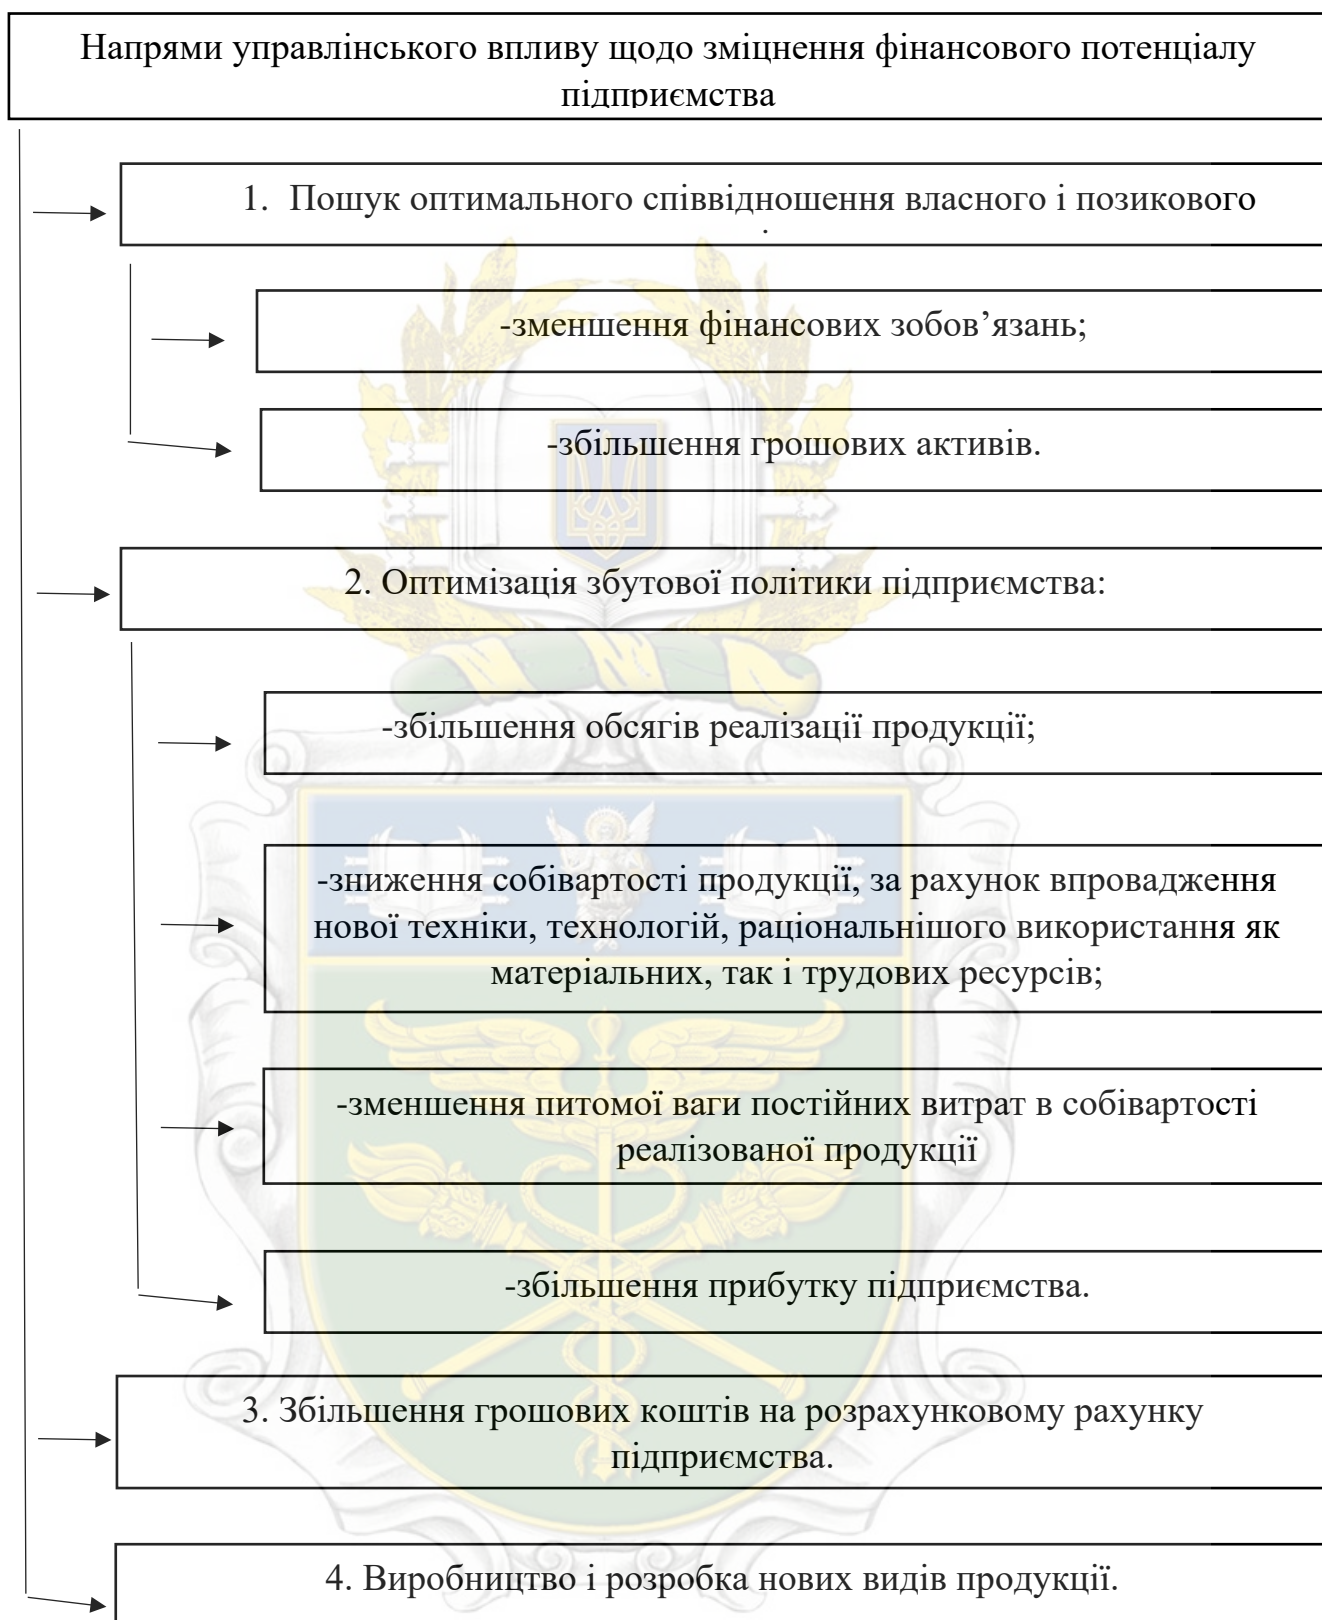 Напрями управлінського впливу щодо зміцнення фінансового потенціалу
підприємства
1. Пошук оптимального співвідношення власного і позикового
-зменшення фінансових зобов’язань;
-збільшення грошових активів.
2. Оптимізація збутової політики підприємства:
-збільшення обсягів реалізації продукції;
-зниження собівартості продукції, за рахунок впровадження
нової техніки, технологій, раціональнішого використання як
матеріальних, так і трудових ресурсів;
-зменшення питомої ваги постійних витрат в собівартості
реалізованої продукції
-збільшення прибутку підприємства.
3. Збільшення грошових коштів на розрахунковому рахунку
підприємства.
4. Виробництво і розробка нових видів продукції.